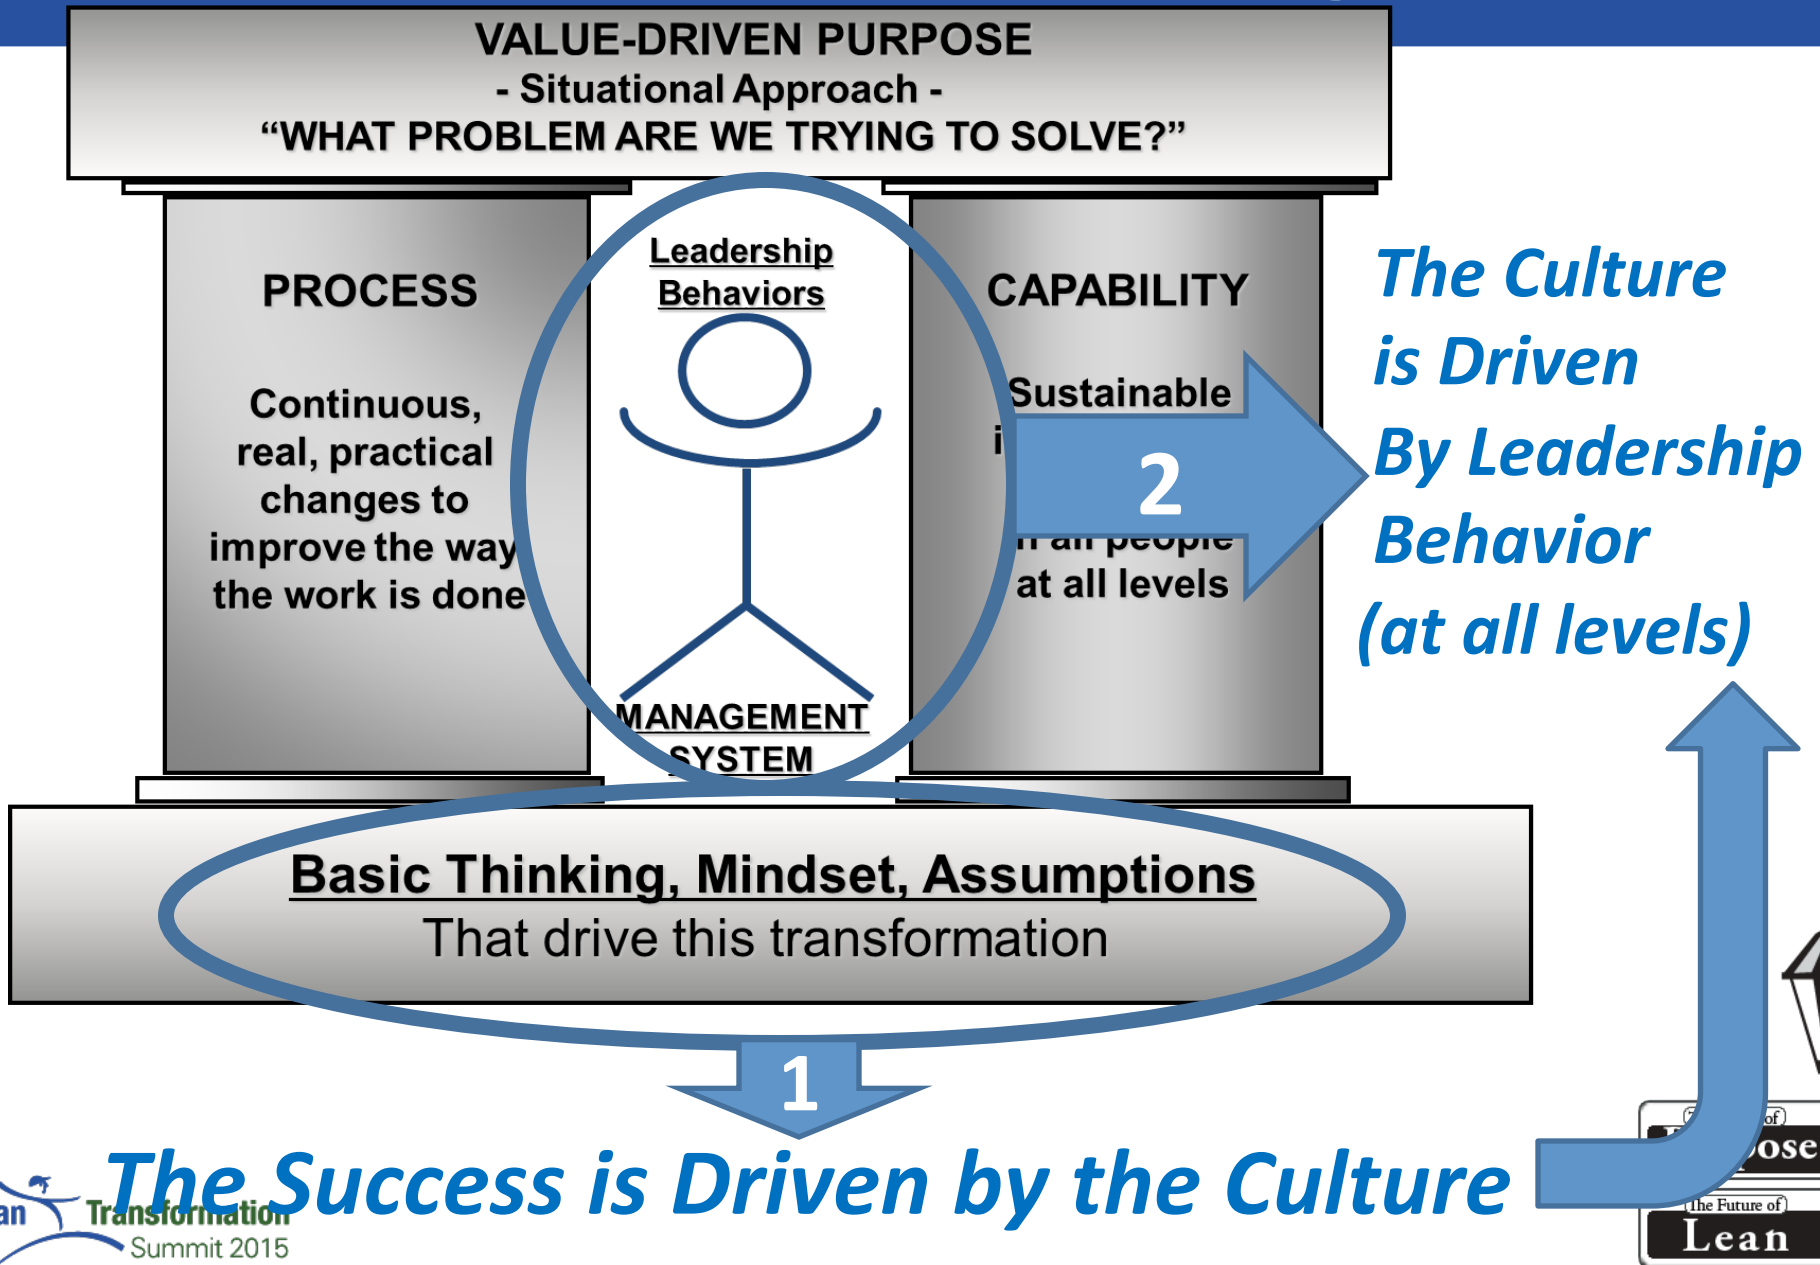 VALUE-DRIVEN PURPOSE
- Situational Approach -
“WHAT PROBLEM ARE WE TRYING TO SOLVE?”
PROCESS
Continuous,
real, practical
changes to
improve the way
the work is done
Leadership
Behaviors
MANAGEMENT
SYSTEM
CAPABILITY
Sustainable
all people
at all levels
2
The Culture
is Driven
By Leadership
Behavior
(at all levels)
Basic Thinking, Mindset, Assumptions
That drive this transformation
1
The Success is Driven by the Culture
Transformation
Summit 2015
of
The Future of
Lean